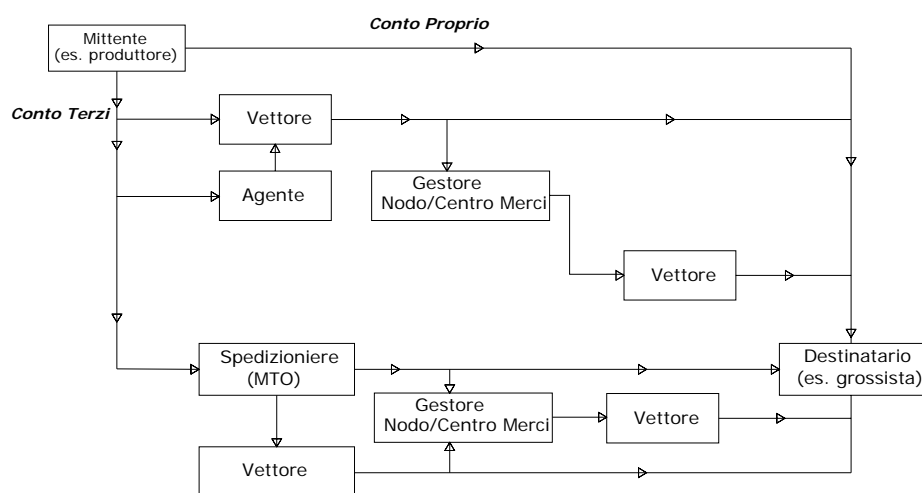 Conto Proprio
Mittente
(es. produttore)
Conto Terzi
Vettore
Agente
Gestore
Nodo/Centro Merci
Vettore
Spedizioniere
(MTO)
Destinatario
(es. grossista)
Gestore
Nodo/Centro Merci
Vettore
Vettore